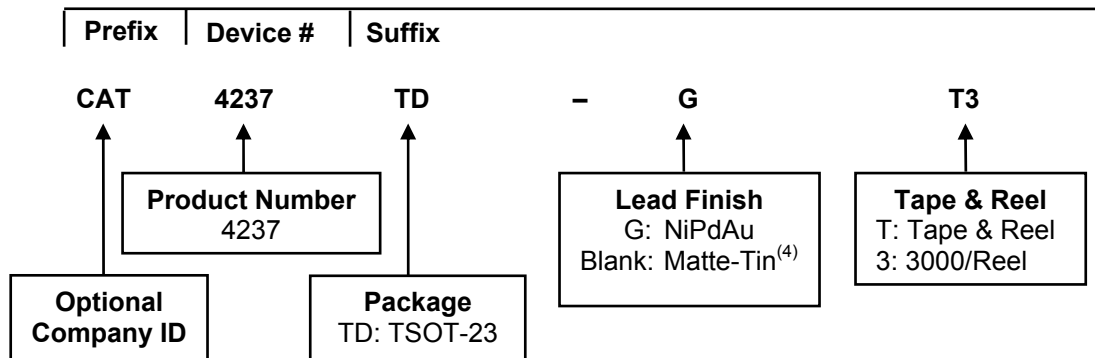 Prefix Device # Suffix
CAT 4237 TD – G T3
Product Number
4237
Lead Finish
G: NiPdAu
Blank: Matte-Tin(4)
Tape & Reel
T: Tape & Reel
3: 3000/Reel
Optional
Company ID
Package
TD: TSOT-23